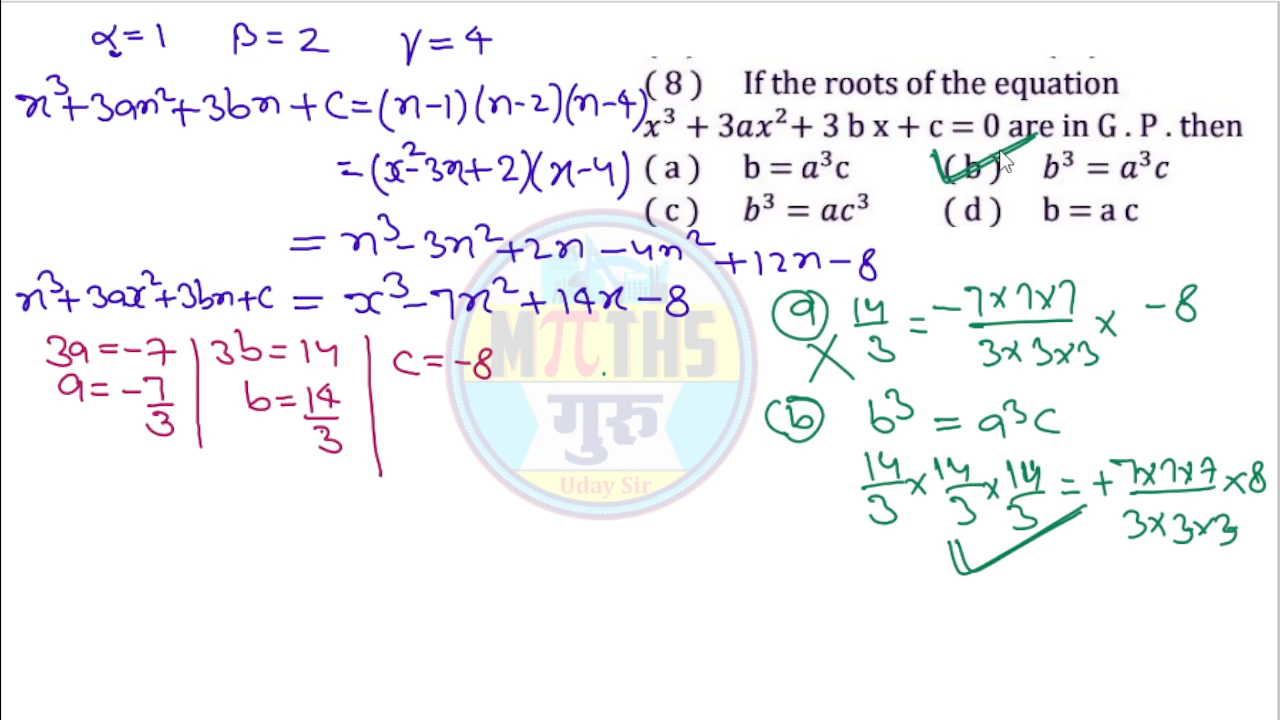 α = 1 β = 2 γ = 4
x³ + 3ax² + 3bx + c = (x-1)(x-2)(x-4)
= (x² - 3x + 2)(x-4)
= x³ - 3x² + 2x - 4x² + 12x - 8
x³ + 3ax² + 3bx + c = x³ - 7x² + 14x - 8
3a = -7 | 3b = 14 | c = -8
a = -7/3 | b = 14/3
(8) If the roots of the equation
x³ + 3ax² + 3 b x + c = 0 are in G . P . then
(a) b = a³c (b) b³ = a³c
(c) b³ = ac³ (d) b = a c
(a) 14/3 = -7×7×7/3×3×3 × -8
(b) b³ = a³c
14/3 × 14/3 × 14/3 = + 7×7×7/3×3×3 × 8
MπTHS
गुरु
Uday Sir